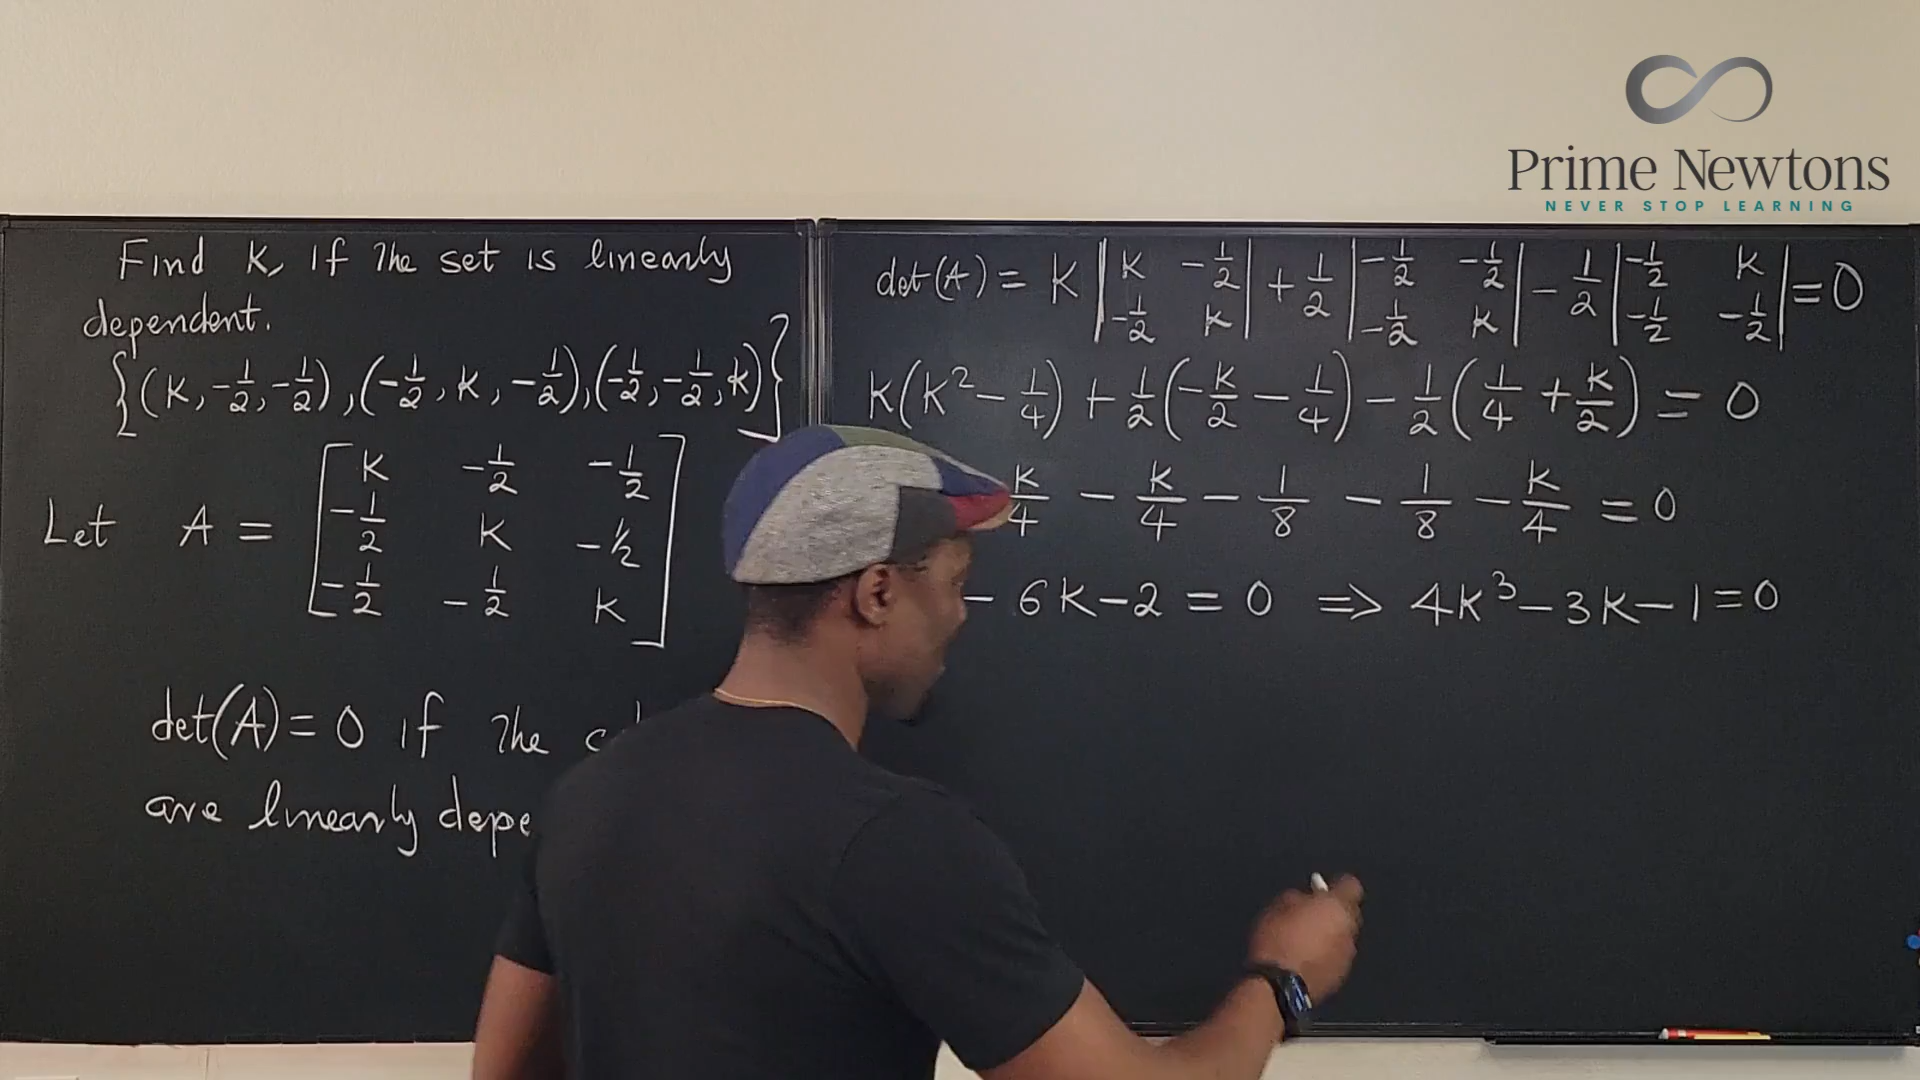 Prime Newtons
NEVER STOP LEARNING
Find K, if the set is linearly
dependent.
{(K, -1/2, -1/2), (-1/2, K, -1/2), (-1/2, -1/2, K)}
Let A = [K -1/2 -1/2
-1/2 K -1/2
-1/2 -1/2 K]
det(A) = 0 if the
are linearly depe
det(A) = K |K -1/2; -1/2 K| + 1/2 |-1/2 -1/2; -1/2 K| - 1/2 |-1/2 K; -1/2 -1/2| = 0
K(K² - 1/4) + 1/2(-K/2 - 1/4) - 1/2(1/4 + K/2) = 0
K/4 - K/4 - 1/8 - 1/8 - K/4 = 0
- 6K - 2 = 0 ⇒ 4K³ - 3K - 1 = 0